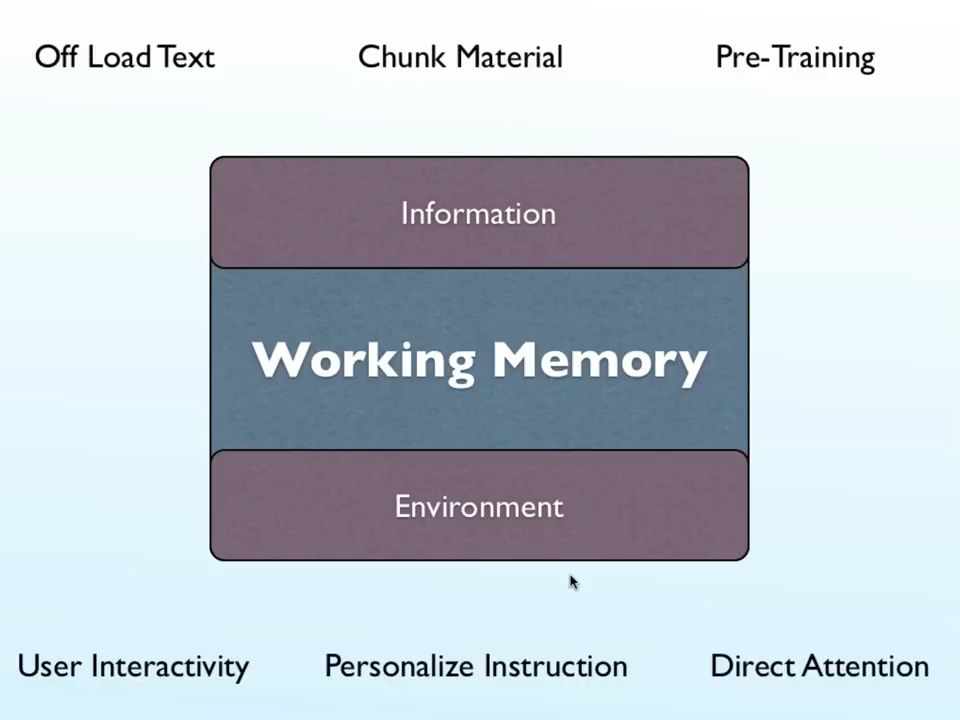 Off Load Text
Chunk Material
Pre-Training
Information
Working Memory
Environment
User Interactivity
Personalize Instruction
Direct Attention